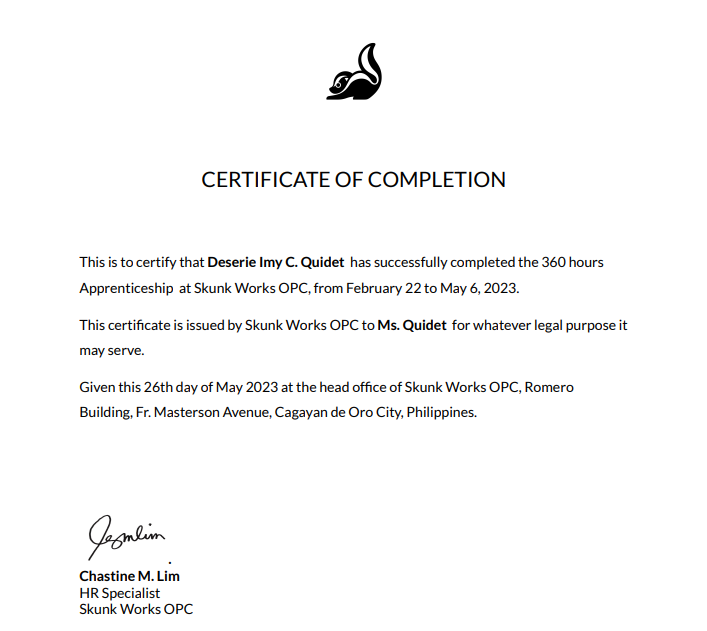 CERTIFICATE OF COMPLETION
This is to certify that Deserie Imy C. Quidet has successfully completed the 360 hours
Apprenticeship at Skunk Works OPC, from February 22 to May 6, 2023.
This certificate is issued by Skunk Works OPC to Ms. Quidet for whatever legal purpose it
may serve.
Given this 26th day of May 2023 at the head office of Skunk Works OPC, Romero
Building, Fr. Masterson Avenue, Cagayan de Oro City, Philippines.
Chastine M. Lim
HR Specialist
Skunk Works OPC